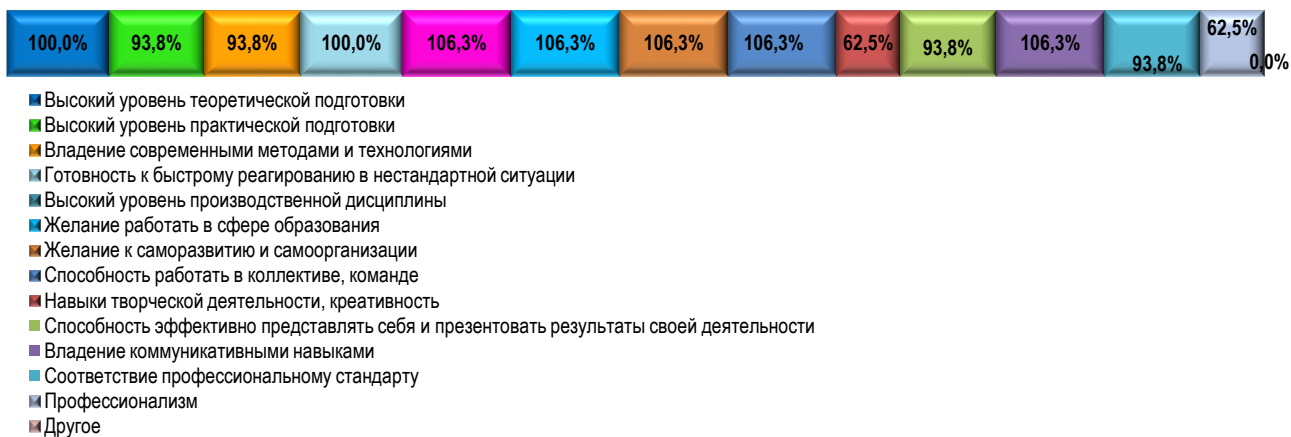 100,0% 93,8% 93,8% 100,0% 106,3% 106,3% 106,3% 106,3% 62,5% 93,8% 106,3% 93,8% 62,5% 0,0%
Высокий уровень теоретической подготовки
Высокий уровень практической подготовки
Владение современными методами и технологиями
Готовность к быстрому реагированию в нестандартной ситуации
Высокий уровень производственной дисциплины
Желание работать в сфере образования
Желание к саморазвитию и самоорганизации
Способность работать в коллективе, команде
Навыки творческой деятельности, креативность
Способность эффективно представлять себя и презентовать результаты своей деятельности
Владение коммуникативными навыками
Соответствие профессиональному стандарту
Профессионализм
Другое